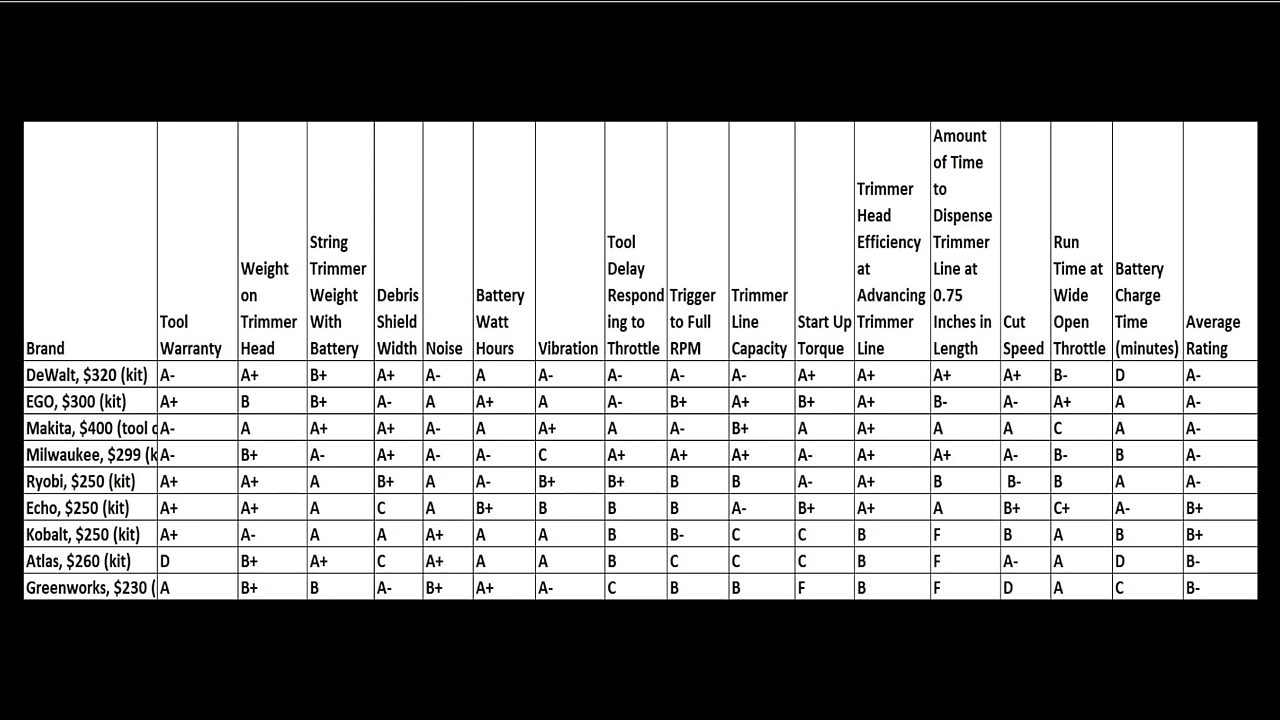 Brand Tool Warranty Weight on Trimmer Head String Trimmer Weight With Battery Debris Shield Width Noise Battery Watt Hours Vibration Tool Delay Respond ing to Throttle Trigger to Full RPM Trimmer Line Capacity Start Up Torque Trimmer Head Efficiency at Advancing Trimmer Line Amount of Time to Dispense Trimmer Line at 0.75 Inches in Length Cut Speed Run Time at Wide Open Throttle Battery Charge Time (minutes) Average Rating
DeWalt, $320 (kit) A- A+ B+ A+ A- A A- A- A- A- A+ A+ A+ A+ B- D A-
EGO, $300 (kit) A+ B B+ A- A A+ A A- B+ A+ B+ A+ B- A- A+ A A-
Makita, $400 (tool A- A A+ A+ A- A A+ A A- B+ A A+ A A C A A-
Milwaukee, $299 (k A- B+ A- A+ A- A- C A+ A+ A+ A- A+ A+ A- B- B A-
Ryobi, $250 (kit) A+ A+ A B+ A A- B+ B+ B B A- A+ B B- B A A-
Echo, $250 (kit) A+ A+ A C A B+ B B B A- B+ A+ A B+ C+ A- B+
Kobalt, $250 (kit) A+ A- A A A+ A A B B- C C B F B A B B+
Atlas, $260 (kit) D B+ A+ C A+ A A B C C C B F A- A D B-
Greenworks, $230 ( A B+ B A- B+ A+ A- C B B F B F D A C B-